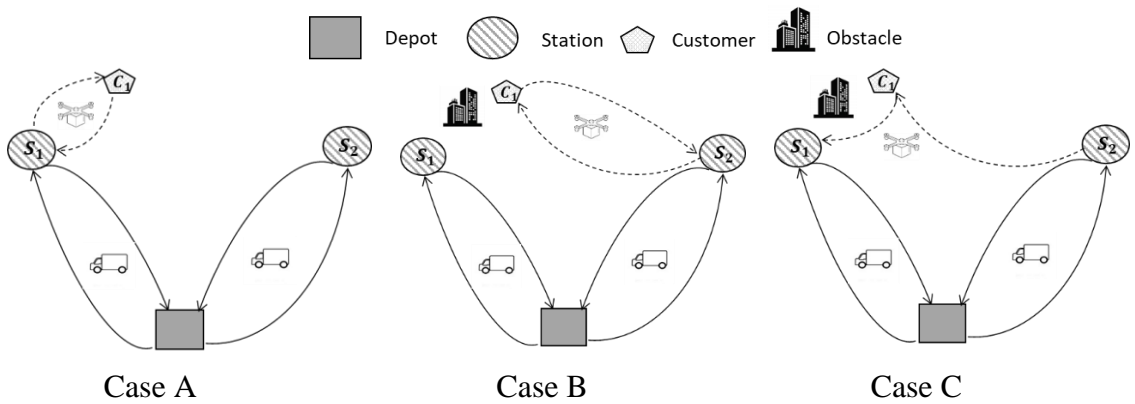 Depot Station Customer Obstacle
C1 C1 C1
S1 S2 S1 S2 S1 S2
Case A Case B Case C